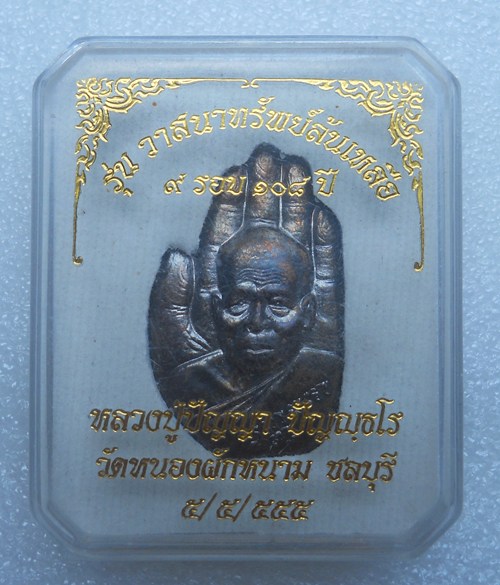 รุ่น วาสนาทรัพย์ล้นเหลือ
๙ รอบ ๑๐๘ ปี
หลวงปู่ปัญญา ปัญญฺธโร
วัดหนองผักหนาม ชลบุรี
๕/๕/๕๕๕